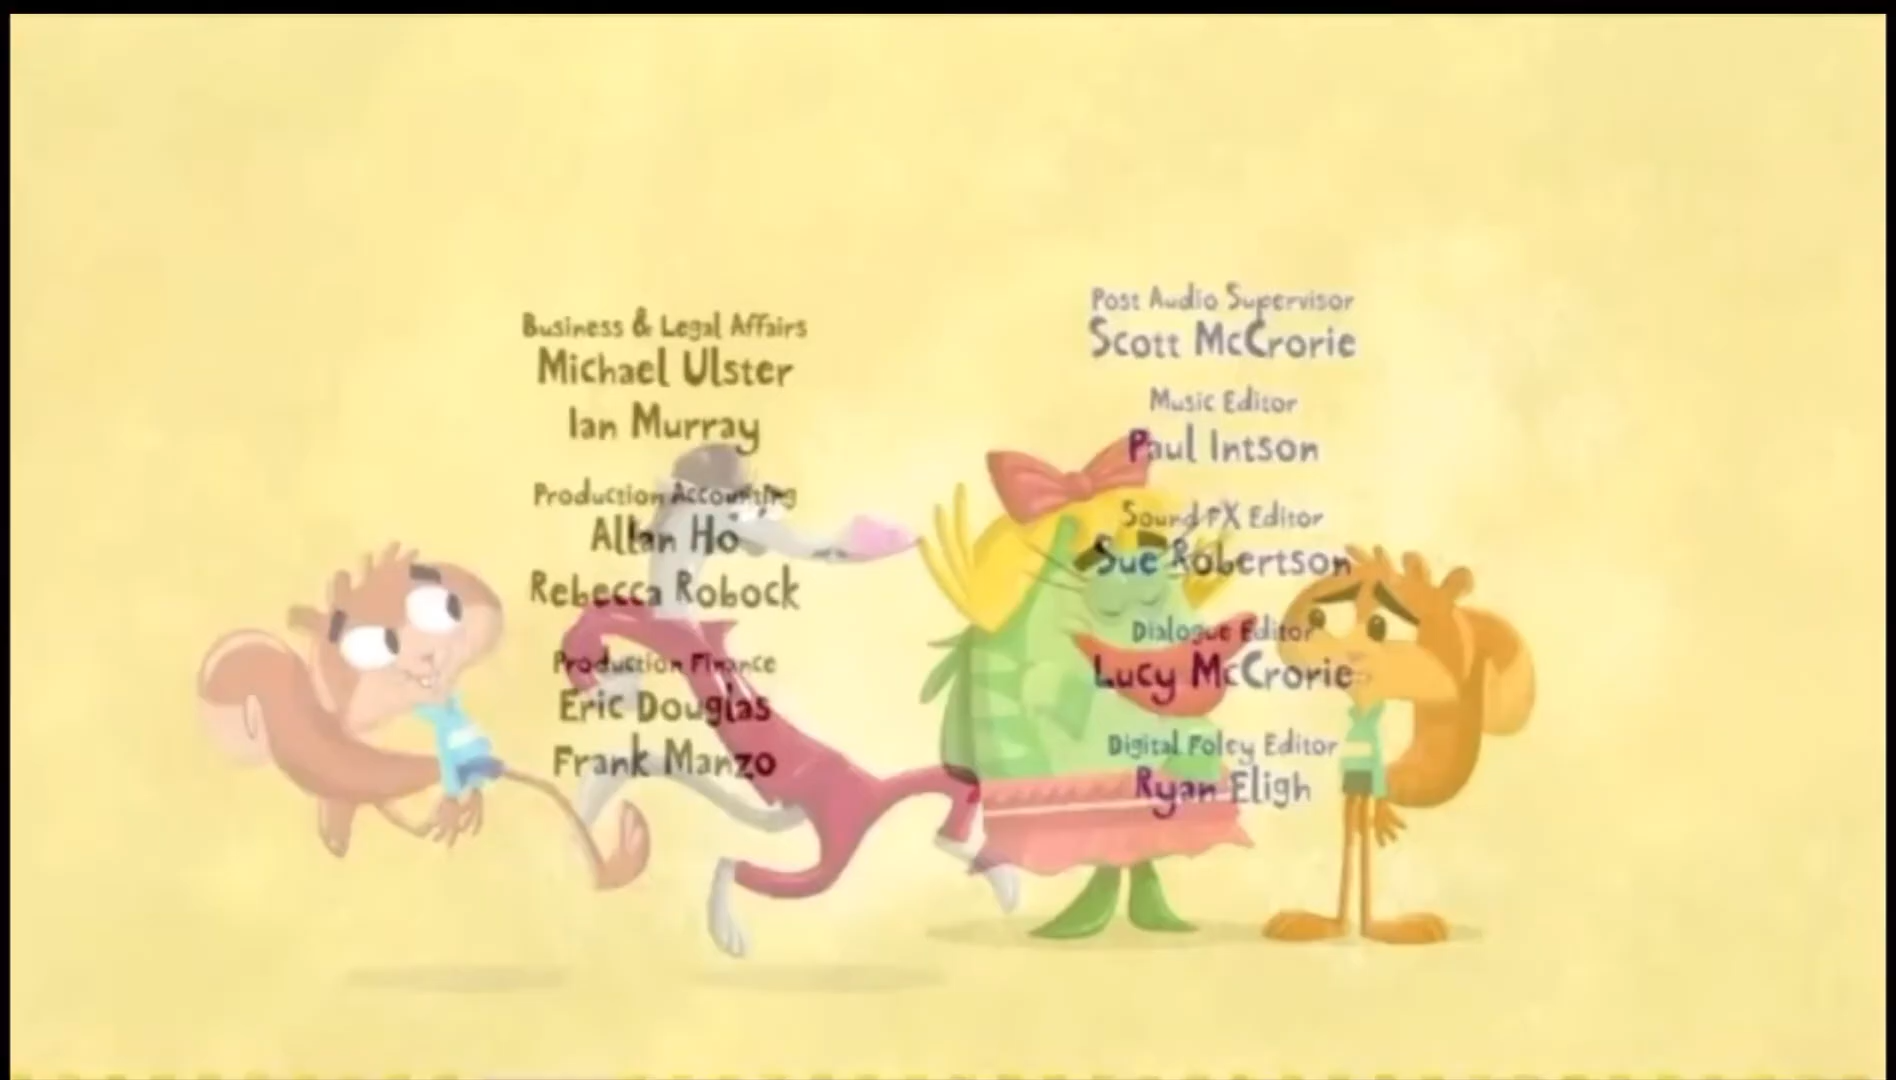 Business & Legal Affairs
Michael Ulster
Ian Murray
Production Accounting
Allan Ho
Rebecca Robock
Production Finance
Eric Douglas
Frank Manzo
Post Audio Supervisor
Scott McCrorie
Music Editor
Paul Intson
Sound FX Editor
Sue Robertson
Dialogue Editor
Lucy McCrorie
Digital Foley Editor
Ryan Eligh